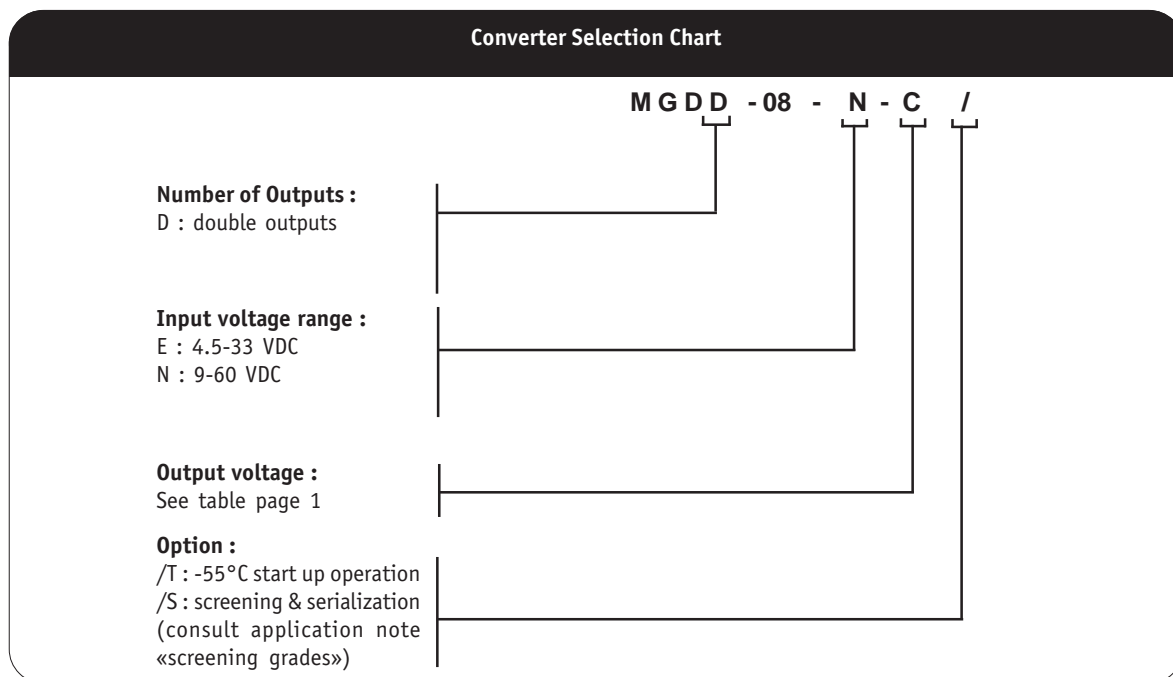 Converter Selection Chart
M G D D - 08 - N - C /
Number of Outputs :
D : double outputs
Input voltage range :
E : 4.5-33 VDC
N : 9-60 VDC
Output voltage :
See table page 1
Option :
/T : -55°C start up operation
/S : screening & serialization
(consult application note
«screening grades»)